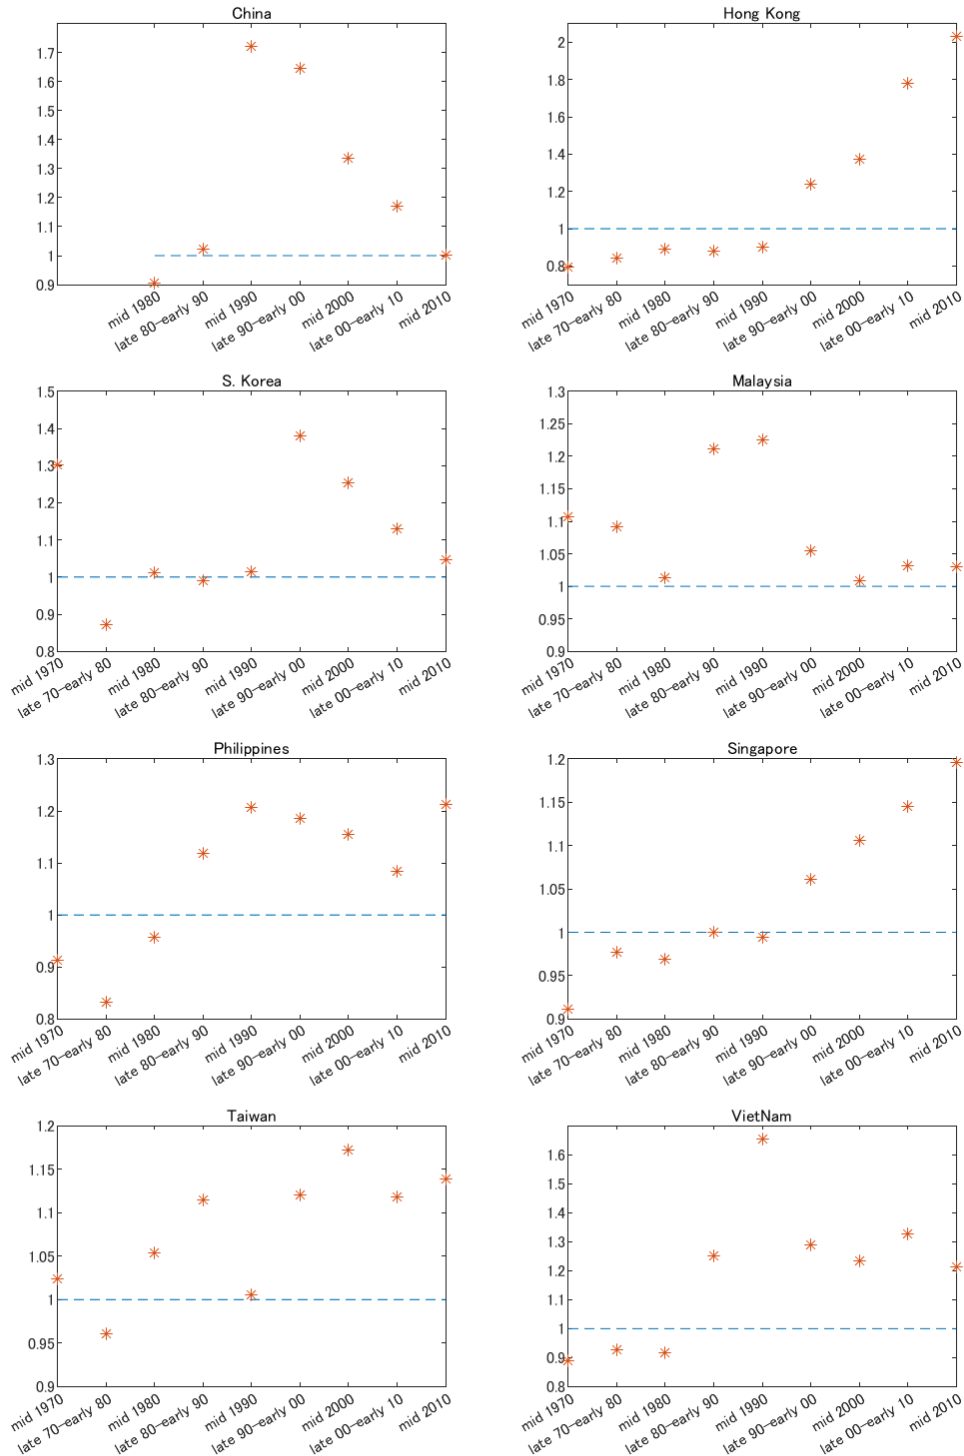 China
1.7
1.6
1.5
1.4
1.3
1.2
1.1
1
0.9
mid 1980
late 80-early 90
mid 1990
late 90-early 00
mid 2000
late 00-early 10
mid 2010
Hong Kong
2
1.8
1.6
1.4
1.2
1
0.8
mid 1970
late 70-early 80
mid 1980
late 80-early 90
mid 1990
late 90-early 00
mid 2000
late 00-early 10
mid 2010
S. Korea
1.5
1.4
1.3
1.2
1.1
1
0.9
0.8
mid 1970
late 70-early 80
mid 1980
late 80-early 90
mid 1990
late 90-early 00
mid 2000
late 00-early 10
mid 2010
Malaysia
1.3
1.25
1.2
1.15
1.1
1.05
1
0.95
0.9
mid 1970
late 70-early 80
mid 1980
late 80-early 90
mid 1990
late 90-early 00
mid 2000
late 00-early 10
mid 2010
Philippines
1.3
1.2
1.1
1
0.9
0.8
mid 1970
late 70-early 80
mid 1980
late 80-early 90
mid 1990
late 90-early 00
mid 2000
late 00-early 10
mid 2010
Singapore
1.2
1.15
1.1
1.05
1
0.95
0.9
mid 1970
late 70-early 80
mid 1980
late 80-early 90
mid 1990
late 90-early 00
mid 2000
late 00-early 10
mid 2010
Taiwan
1.2
1.15
1.1
1.05
1
0.95
0.9
mid 1970
late 70-early 80
mid 1980
late 80-early 90
mid 1990
late 90-early 00
mid 2000
late 00-early 10
mid 2010
VietNam
1.6
1.5
1.4
1.3
1.2
1.1
1
0.9
0.8
mid 1970
late 70-early 80
mid 1980
late 80-early 90
mid 1990
late 90-early 00
mid 2000
late 00-early 10
mid 2010